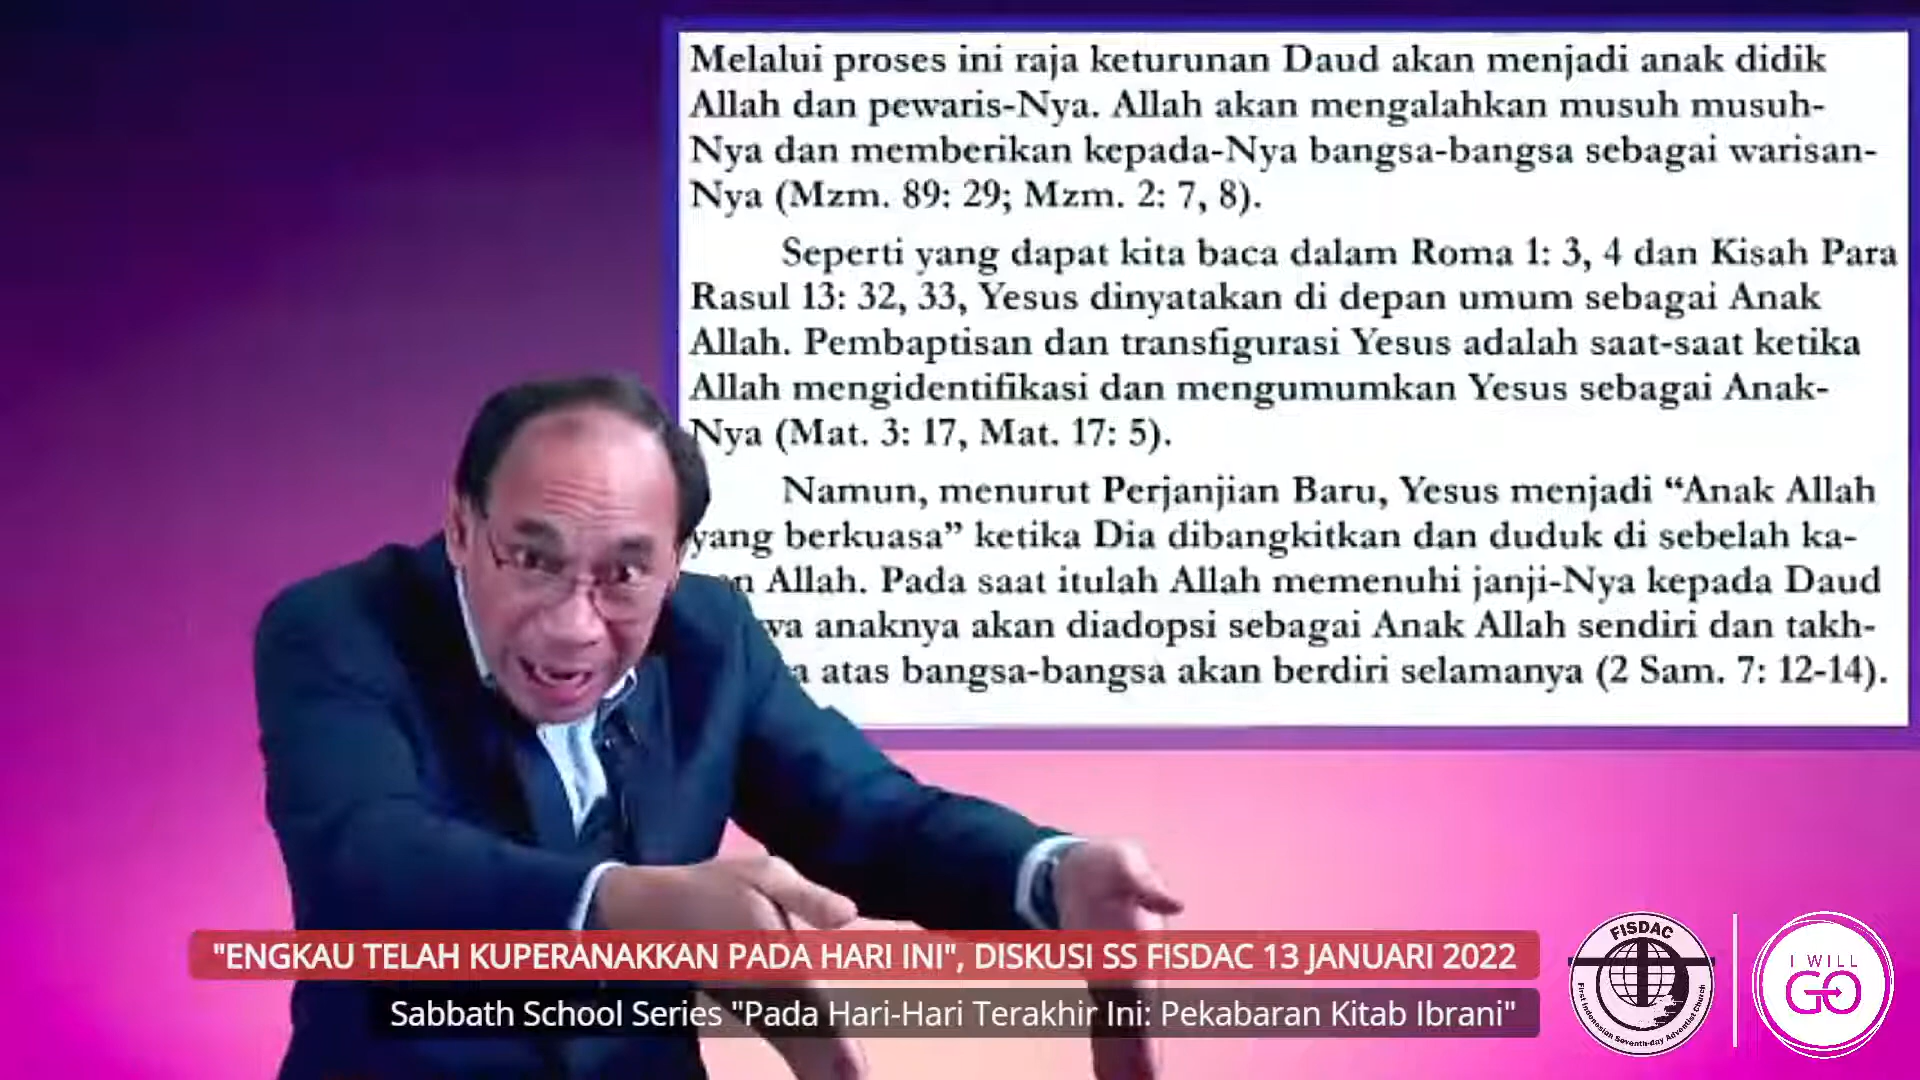 Melalui proses ini raja keturunan Daud akan menjadi anak didik
Allah dan pewaris-Nya. Allah akan mengalahkan musuh musuh-
Nya dan memberikan kepada-Nya bangsa-bangsa sebagai warisan-
Nya (Mzm. 89: 29; Mzm. 2: 7, 8).
Seperti yang dapat kita baca dalam Roma 1: 3, 4 dan Kisah Para
Rasul 13: 32, 33, Yesus dinyatakan di depan umum sebagai Anak
Allah. Pembaptisan dan transfigurasi Yesus adalah saat-saat ketika
Allah mengidentifikasi dan mengumumkan Yesus sebagai Anak-
Nya (Mat. 3: 17, Mat. 17: 5).
Namun, menurut Perjanjian Baru, Yesus menjadi “Anak Allah
yang berkuasa” ketika Dia dibangkitkan dan duduk di sebelah ka-
Allah. Pada saat itulah Allah memenuhi janji-Nya kepada Daud
anaknya akan diadopsi sebagai Anak Allah sendiri dan takh-
atas bangsa-bangsa akan berdiri selamanya (2 Sam. 7: 12-14).
"ENGKAU TELAH KUPERANAKKAN PADA HARI INI", DISKUSI SS FISDAC 13 JANUARI 2022
Sabbath School Series "Pada Hari-Hari Terakhir Ini: Pekabaran Kitab Ibrani"
FISDAC
First Indonesian Seventh-day Adventist Church
I WILL
GO